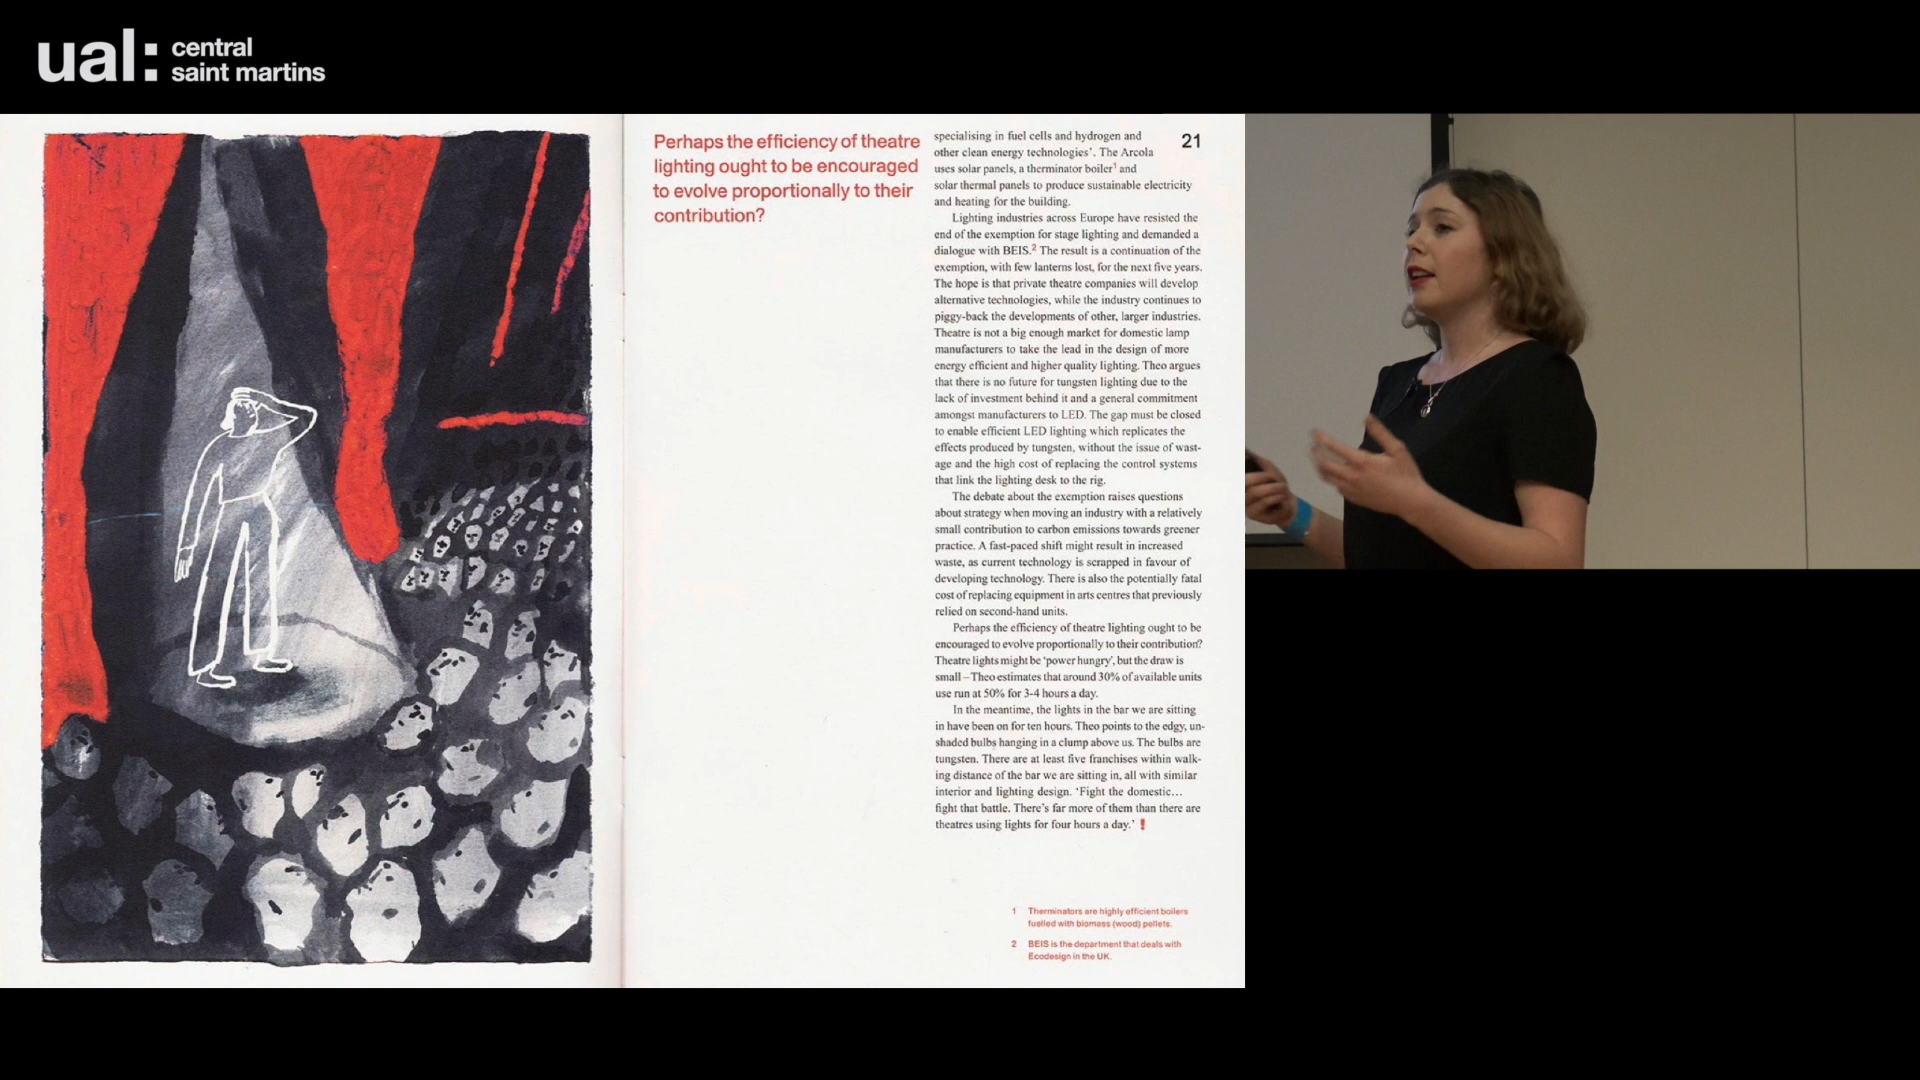 ual: central
saint martins
Perhaps the efficiency of theatre
lighting ought to be encouraged
to evolve proportionally to their
contribution?
specialising in fuel cells and hydrogen and
other clean energy technologies’. The Arcola
uses solar panels, a therminator boiler1 and
solar thermal panels to produce sustainable electricity
and heating for the building.
Lighting industries across Europe have resisted the
end of the exemption for stage lighting and demanded a
dialogue with BEIS.2 The result is a continuation of the
exemption, with few lanterns lost, for the next five years.
The hope is that private theatre companies will develop
alternative technologies, while the industry continues to
piggy-back the developments of other, larger industries.
Theatre is not a big enough market for domestic lamp
manufacturers to take the lead in the design of more
energy efficient and higher quality lighting. Theo argues
that there is no future for tungsten lighting due to the
lack of investment behind it and a general commitment
amongst manufacturers to LED. The gap must be closed
to enable efficient LED lighting which replicates the
effects produced by tungsten, without the issue of wast-
age and the high cost of replacing the control systems
that link the lighting desk to the rig.
The debate about the exemption raises questions
about strategy when moving an industry with a relatively
small contribution to carbon emissions towards greener
practice. A fast-paced shift might result in increased
waste, as current technology is scrapped in favour of
developing technology. There is also the potentially fatal
cost of replacing equipment in arts centres that previously
relied on second-hand units.
Perhaps the efficiency of theatre lighting ought to be
encouraged to evolve proportionally to their contribution?
Theatre lights might be ‘power hungry’, but the draw is
small – Theo estimates that around 30% of available units
use run at 50% for 3-4 hours a day.
In the meantime, the lights in the bar we are sitting
in have been on for ten hours. Theo points to the edgy, un-
shaded bulbs hanging in a clump above us. The bulbs are
tungsten. There are at least five franchises within walk-
ing distance of the bar we are sitting in, all with similar
interior and lighting design. ‘Fight the domestic…
fight that battle. There’s far more of them than there are
theatres using lights for four hours a day.’ !
21
1 Therminators are highly efficient boilers
fuelled with biomass (wood) pellets.
2 BEIS is the department that deals with
Ecodesign in the UK.